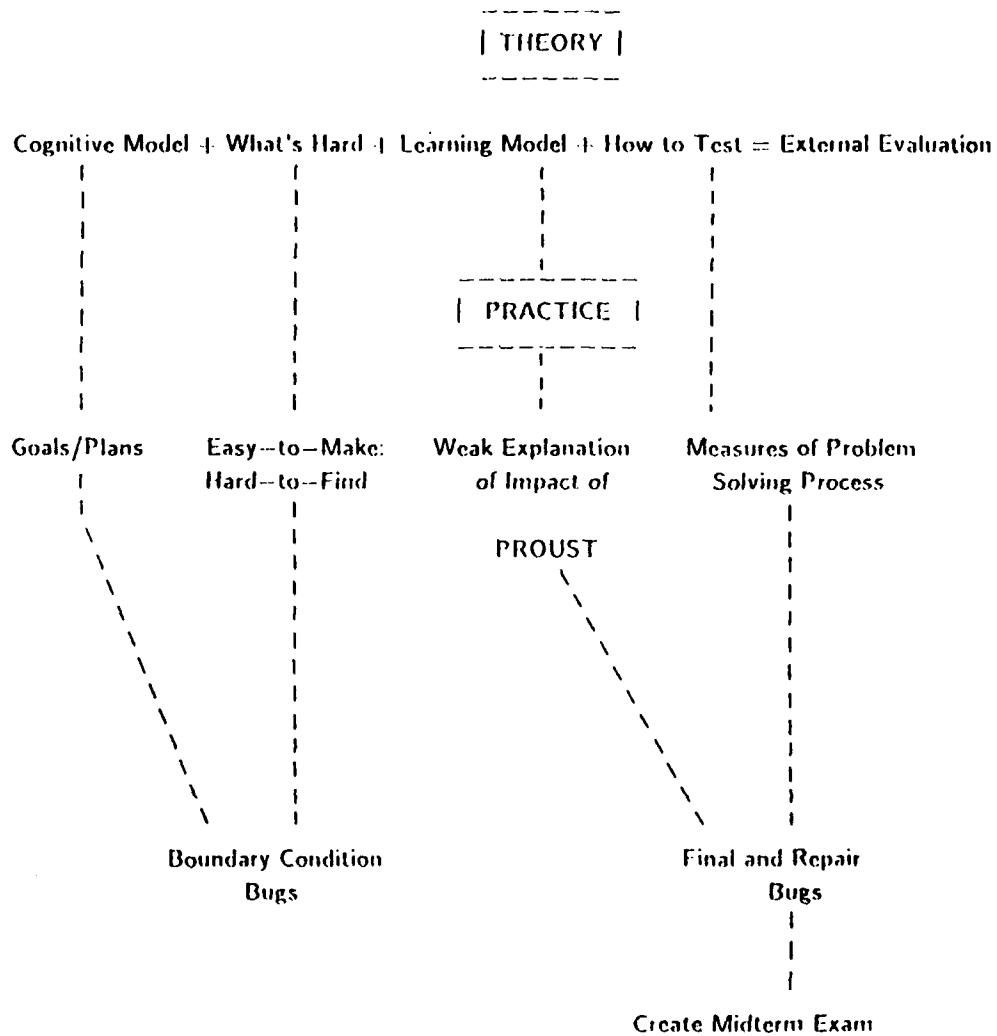 THEORY
Cognitive Model + What's Hard + Learning Model + How to Test = External Evaluation
PRACTICE
Goals/Plans
Easy--to--Make:
Hard--to--Find
Weak Explanation
of Impact of
PROUST
Measures of Problem
Solving Process
Boundary Condition
Bugs
Final and Repair
Bugs
Create Midterm Exam